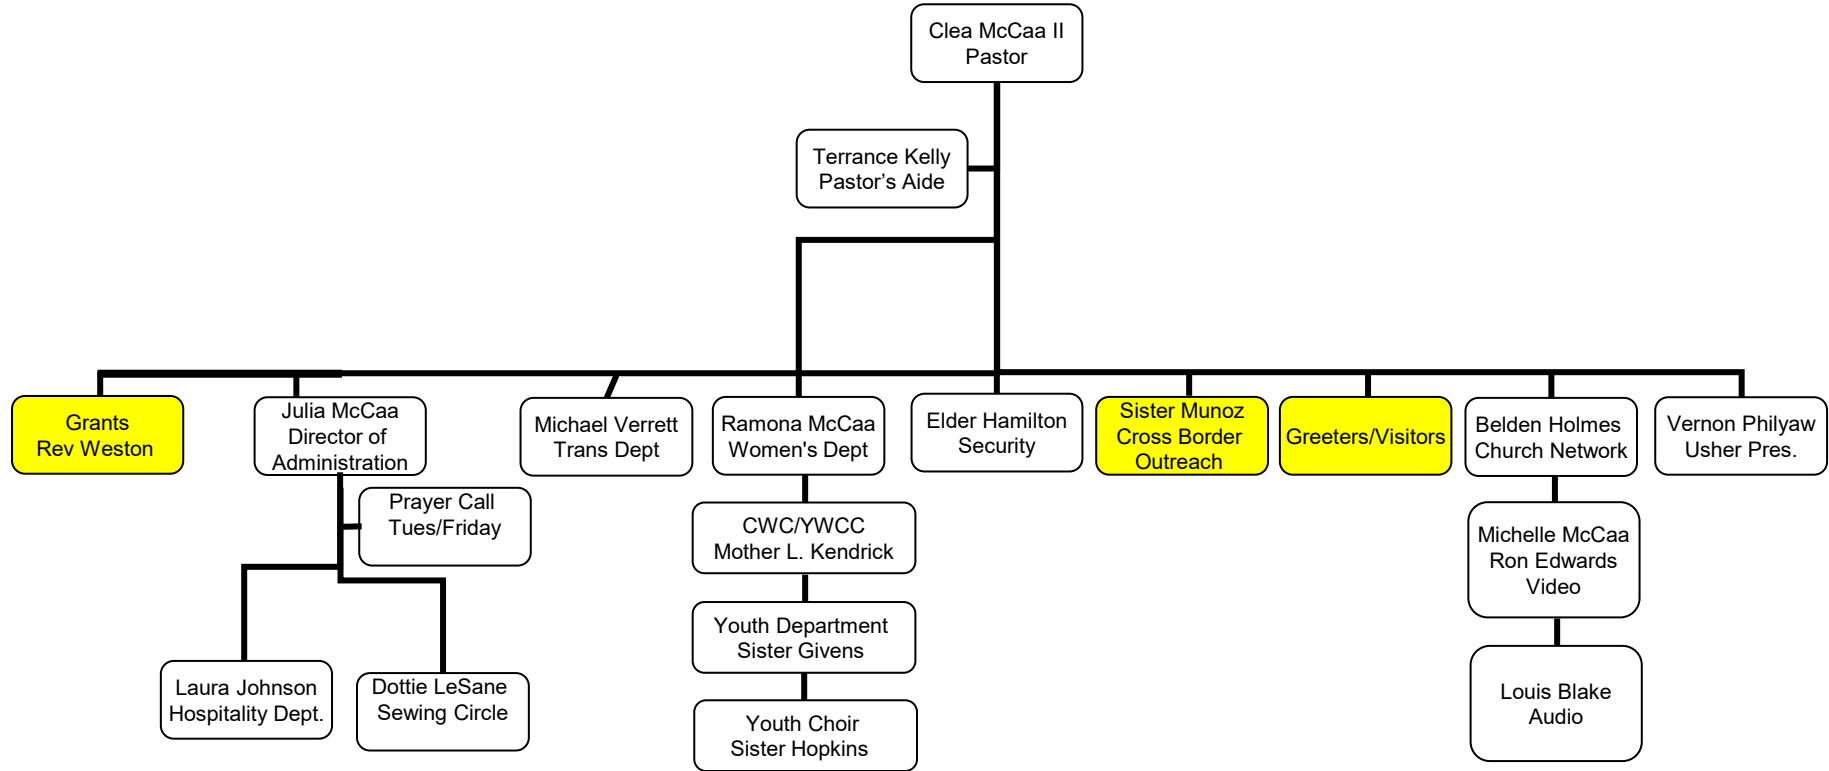 Clea McCaa II
Pastor
Terrance Kelly
Pastor’s Aide
Grants
Rev Weston
Julia McCaa
Director of
Administration
Michael Verrett
Trans Dept
Ramona McCaa
Women's Dept
Elder Hamilton
Security
Sister Munoz
Cross Border
Outreach
Greeters/Visitors
Belden Holmes
Church Network
Vernon Philyaw
Usher Pres.
Prayer Call
Tues/Friday
CWC/YWCC
Mother L. Kendrick
Michelle McCaa
Ron Edwards
Video
Youth Department
Sister Givens
Laura Johnson
Hospitality Dept.
Dottie LeSane
Sewing Circle
Youth Choir
Sister Hopkins
Louis Blake
Audio